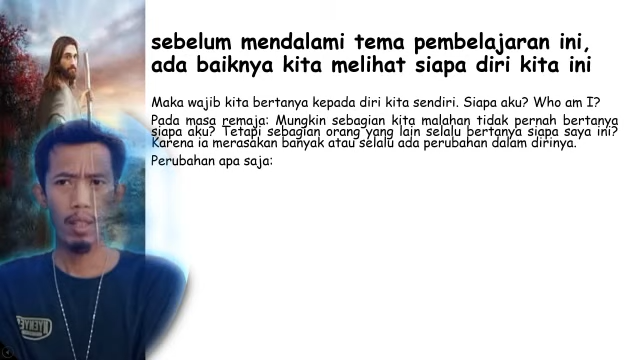 sebelum mendalami tema pembelajaran ini,
ada baiknya kita melihat siapa diri kita ini
Maka wajib kita bertanya kepada diri kita sendiri. Siapa aku? Who am I?
Pada masa remaja: Mungkin sebagian kita malahan tidak pernah bertanya
siapa aku? Tetapi sebagian orang yang lain selalu bertanya siapa saya ini?
Karena ia merasakan banyak atau selalu ada perubahan dalam dirinya.
Perubahan apa saja: